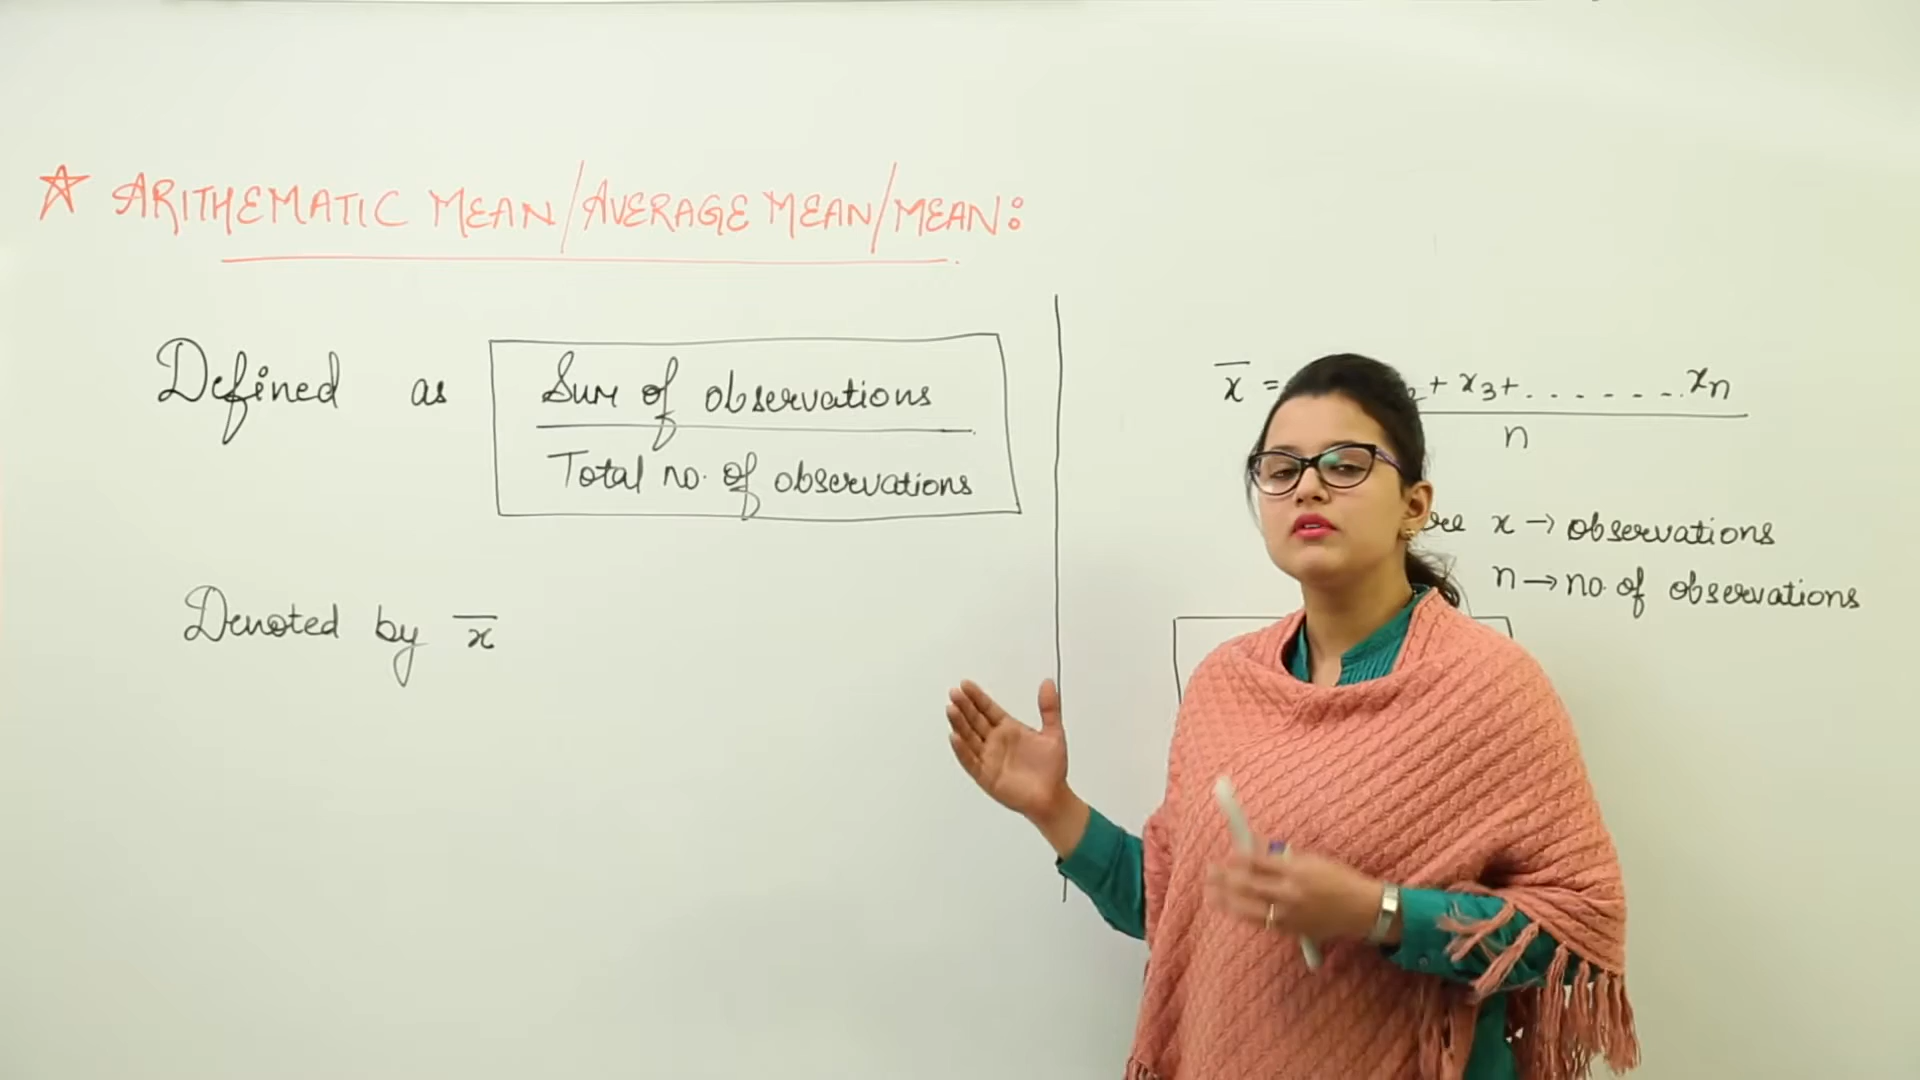 ☆ ARITHEMATIC MEAN/AVERAGE MEAN/MEAN:
Defined as
Sum of observations
Total no. of observations
Denoted by x̅
x̅ = + x3+........xn
n
x → observations
n → no. of observations